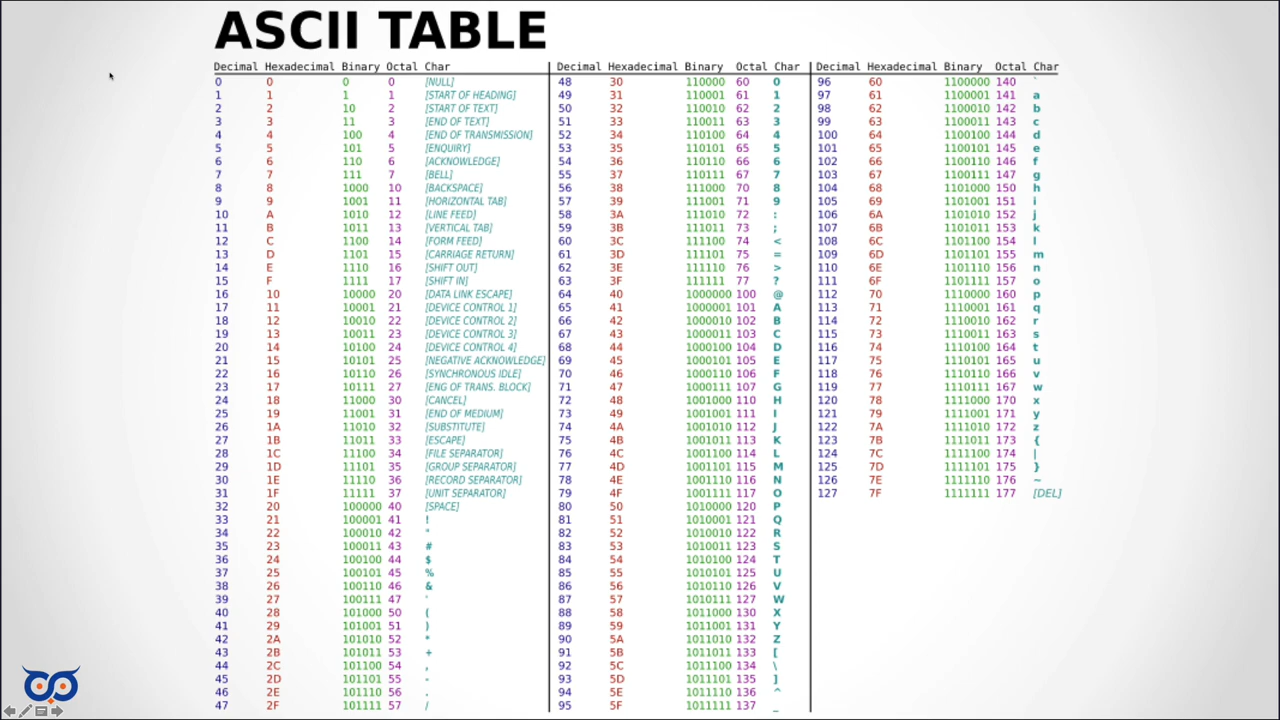 ASCII TABLE
Decimal Hexadecimal Binary Octal Char Decimal Hexadecimal Binary Octal Char Decimal Hexadecimal Binary Octal Char
0 0 0 0 [NULL] 48 30 110000 60 0 96 60 1100000 140 `
1 1 1 1 [START OF HEADING] 49 31 110001 61 1 97 61 1100001 141 a
2 2 10 2 [START OF TEXT] 50 32 110010 62 2 98 62 1100010 142 b
3 3 11 3 [END OF TEXT] 51 33 110011 63 3 99 63 1100011 143 c
4 4 100 4 [END OF TRANSMISSION] 52 34 110100 64 4 100 64 1100100 144 d
5 5 101 5 [ENQUIRY] 53 35 110101 65 5 101 65 1100101 145 e
6 6 110 6 [ACKNOWLEDGE] 54 36 110110 66 6 102 66 1100110 146 f
7 7 111 7 [BELL] 55 37 110111 67 7 103 67 1100111 147 g
8 8 1000 10 [BACKSPACE] 56 38 111000 70 8 104 68 1101000 150 h
9 9 1001 11 [HORIZONTAL TAB] 57 39 111001 71 9 105 69 1101001 151 i
10 A 1010 12 [LINE FEED] 58 3A 111010 72 : 106 6A 1101010 152 j
11 B 1011 13 [VERTICAL TAB] 59 3B 111011 73 ; 107 6B 1101011 153 k
12 C 1100 14 [FORM FEED] 60 3C 111100 74 < 108 6C 1101100 154 l
13 D 1101 15 [CARRIAGE RETURN] 61 3D 111101 75 = 109 6D 1101101 155 m
14 E 1110 16 [SHIFT OUT] 62 3E 111110 76 > 110 6E 1101110 156 n
15 F 1111 17 [SHIFT IN] 63 3F 111111 77 ? 111 6F 1101111 157 o
16 10 10000 20 [DATA LINK ESCAPE] 64 40 1000000 100 @ 112 70 1110000 160 p
17 11 10001 21 [DEVICE CONTROL 1] 65 41 1000001 101 A 113 71 1110001 161 q
18 12 10010 22 [DEVICE CONTROL 2] 66 42 1000010 102 B 114 72 1110010 162 r
19 13 10011 23 [DEVICE CONTROL 3] 67 43 1000011 103 C 115 73 1110011 163 s
20 14 10100 24 [DEVICE CONTROL 4] 68 44 1000100 104 D 116 74 1110100 164 t
21 15 10101 25 [NEGATIVE ACKNOWLEDGE] 69 45 1000101 105 E 117 75 1110101 165 u
22 16 10110 26 [SYNCHRONOUS IDLE] 70 46 1000110 106 F 118 76 1110110 166 v
23 17 10111 27 [ENG OF TRANS. BLOCK] 71 47 1000111 107 G 119 77 1110111 167 w
24 18 11000 30 [CANCEL] 72 48 1001000 110 H 120 78 1111000 170 x
25 19 11001 31 [END OF MEDIUM] 73 49 1001001 111 I 121 79 1111001 171 y
26 1A 11010 32 [SUBSTITUTE] 74 4A 1001010 112 J 122 7A 1111010 172 z
27 1B 11011 33 [ESCAPE] 75 4B 1001011 113 K 123 7B 1111011 173 {
28 1C 11100 34 [FILE SEPARATOR] 76 4C 1001100 114 L 124 7C 1111100 174 |
29 1D 11101 35 [GROUP SEPARATOR] 77 4D 1001101 115 M 125 7D 1111101 175 }
30 1E 11110 36 [RECORD SEPARATOR] 78 4E 1001110 116 N 126 7E 1111110 176 ~
31 1F 11111 37 [UNIT SEPARATOR] 79 4F 1001111 117 O 127 7F 1111111 177 [DEL]
32 20 100000 40 [SPACE] 80 50 1010000 120 P
33 21 100001 41 ! 81 51 1010001 121 Q
34 22 100010 42 " 82 52 1010010 122 R
35 23 100011 43 # 83 53 1010011 123 S
36 24 100100 44 $ 84 54 1010100 124 T
37 25 100101 45 % 85 55 1010101 125 U
38 26 100110 46 & 86 56 1010110 126 V
39 27 100111 47 ' 87 57 1010111 127 W
40 28 101000 50 ( 88 58 1011000 130 X
41 29 101001 51 ) 89 59 1011001 131 Y
42 2A 101010 52 * 90 5A 1011010 132 Z
43 2B 101011 53 + 91 5B 1011011 133 [
44 2C 101100 54 , 92 5C 1011100 134 \
45 2D 101101 55 - 93 5D 1011101 135 ]
46 2E 101110 56 . 94 5E 1011110 136 ^
47 2F 101111 57 / 95 5F 1011111 137 _